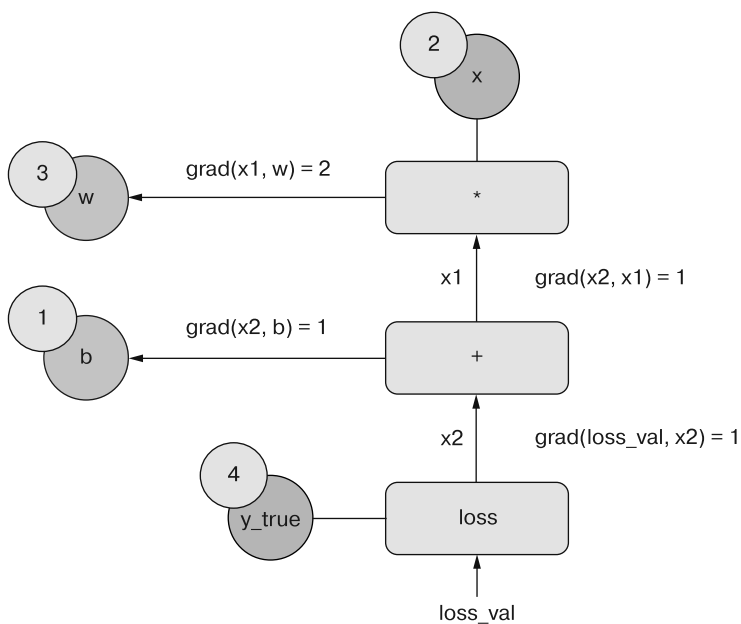 2
x
3
w
grad(x1, w) = 2
*
x1
grad(x2, x1) = 1
1
b
grad(x2, b) = 1
+
x2
grad(loss_val, x2) = 1
4
y_true
loss
loss_val